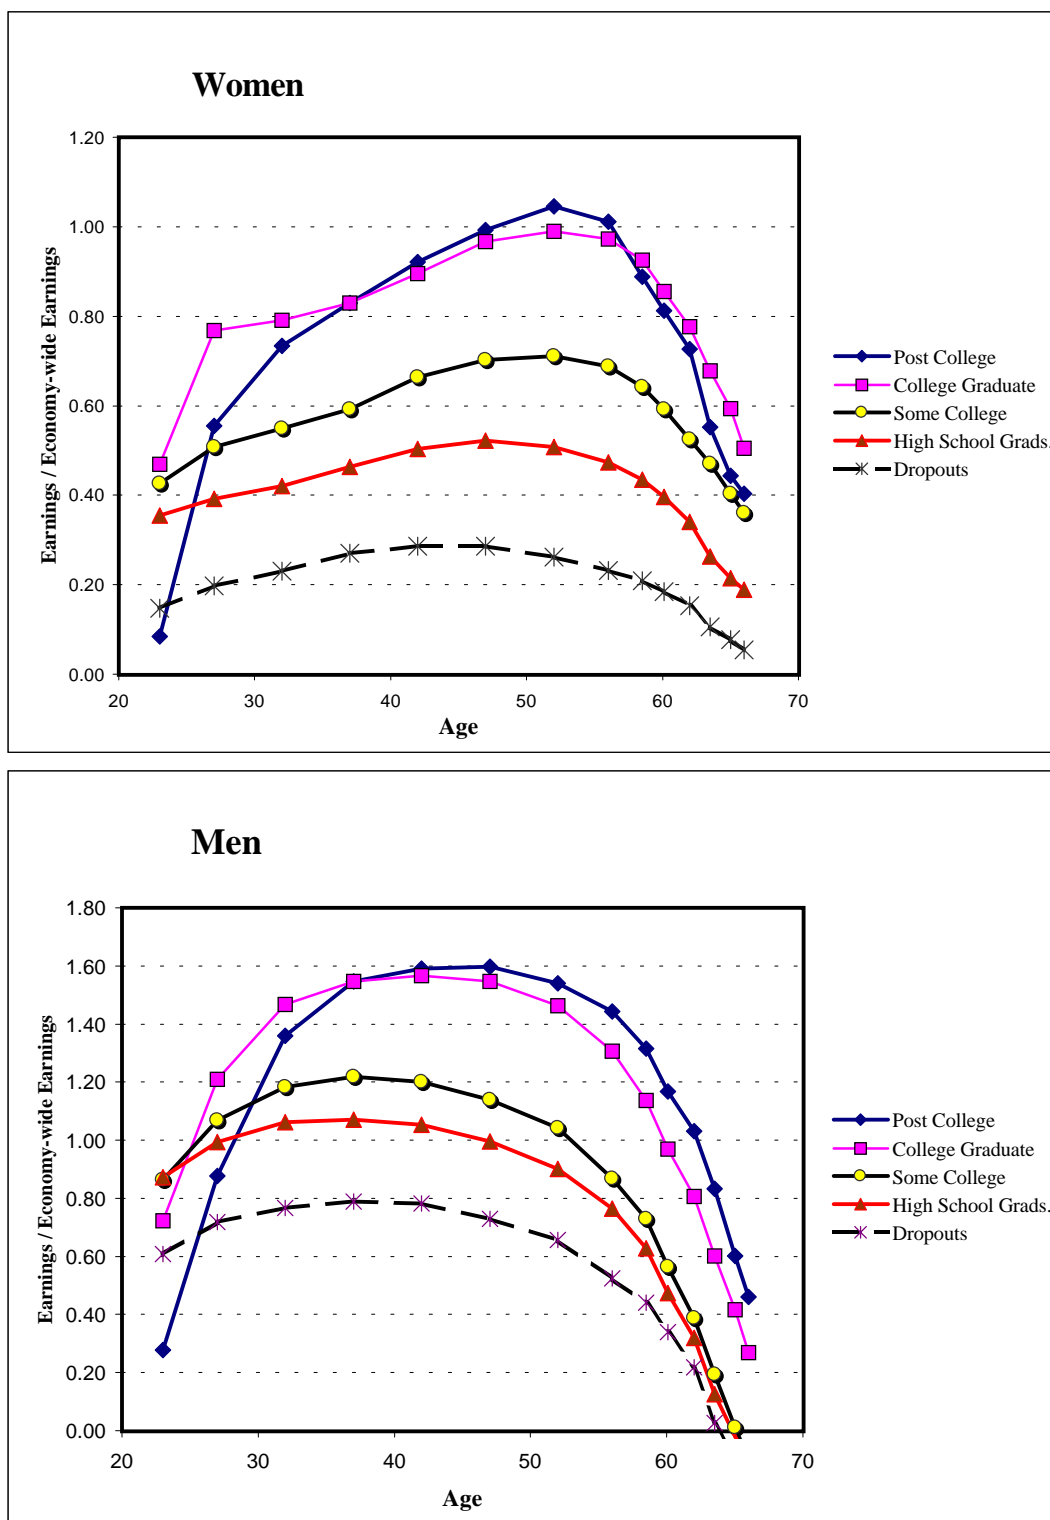 Women
1.20
1.00
0.80
0.60
0.40
0.20
0.00
Earnings / Economy-wide Earnings
20 30 40 50 60 70
Age
Post College
College Graduate
Some College
High School Grads.
Dropouts
Men
1.80
1.60
1.40
1.20
1.00
0.80
0.60
0.40
0.20
0.00
Earnings / Economy-wide Earnings
20 30 40 50 60 70
Age
Post College
College Graduate
Some College
High School Grads.
Dropouts